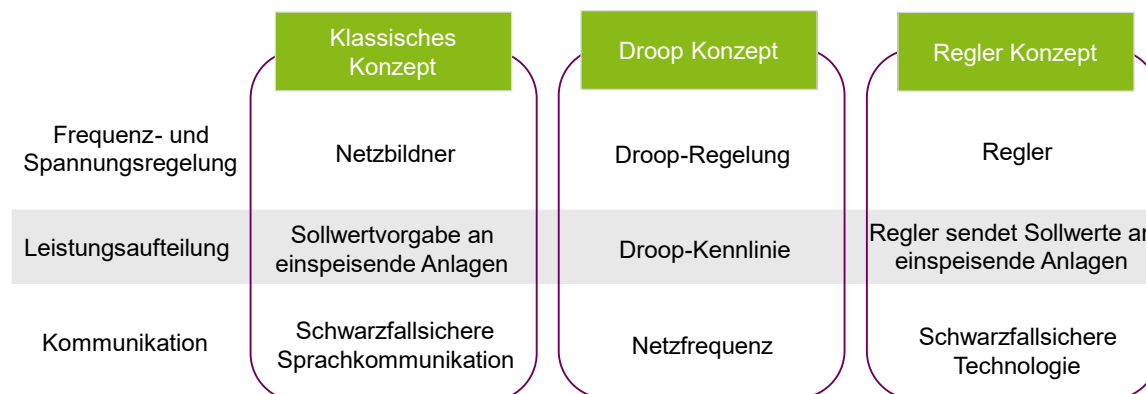 Klassisches
Konzept
Droop Konzept
Regler Konzept
Frequenz- und
Spannungsregelung
Netzbildner
Droop-Regelung
Regler
Leistungsaufteilung
Sollwertvorgabe an
einspeisende Anlagen
Droop-Kennlinie
Regler sendet Sollwerte an
einspeisende Anlagen
Kommunikation
Schwarzfallsichere
Sprachkommunikation
Netzfrequenz
Schwarzfallsichere
Technologie